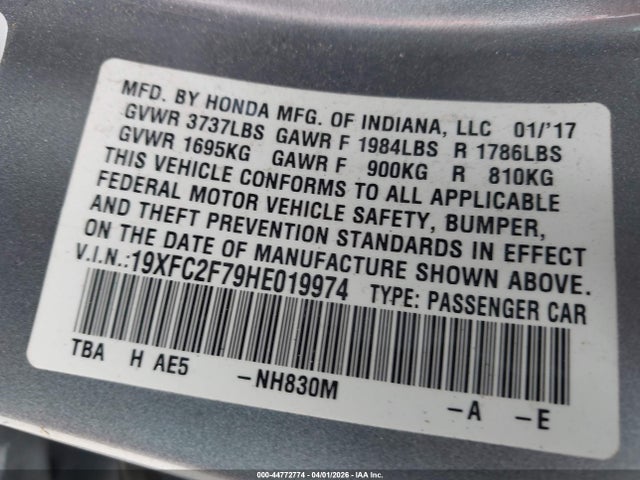 MFD. BY HONDA MFG. OF INDIANA, LLC 01/'17
GVWR 3737LBS GAWR F 1984LBS R 1786LBS
GVWR 1695KG GAWR F 900KG R 810KG
THIS VEHICLE CONFORMS TO ALL APPLICABLE
FEDERAL MOTOR VEHICLE SAFETY, BUMPER,
AND THEFT PREVENTION STANDARDS IN EFFECT
ON THE DATE OF MANUFACTURE SHOWN ABOVE.
V.I.N.:19XFC2F79HE019974 TYPE: PASSENGER CAR
TBA H AE5 -NH830M -A -E
000-44772774 | 04/01/2026 | IAA Inc.